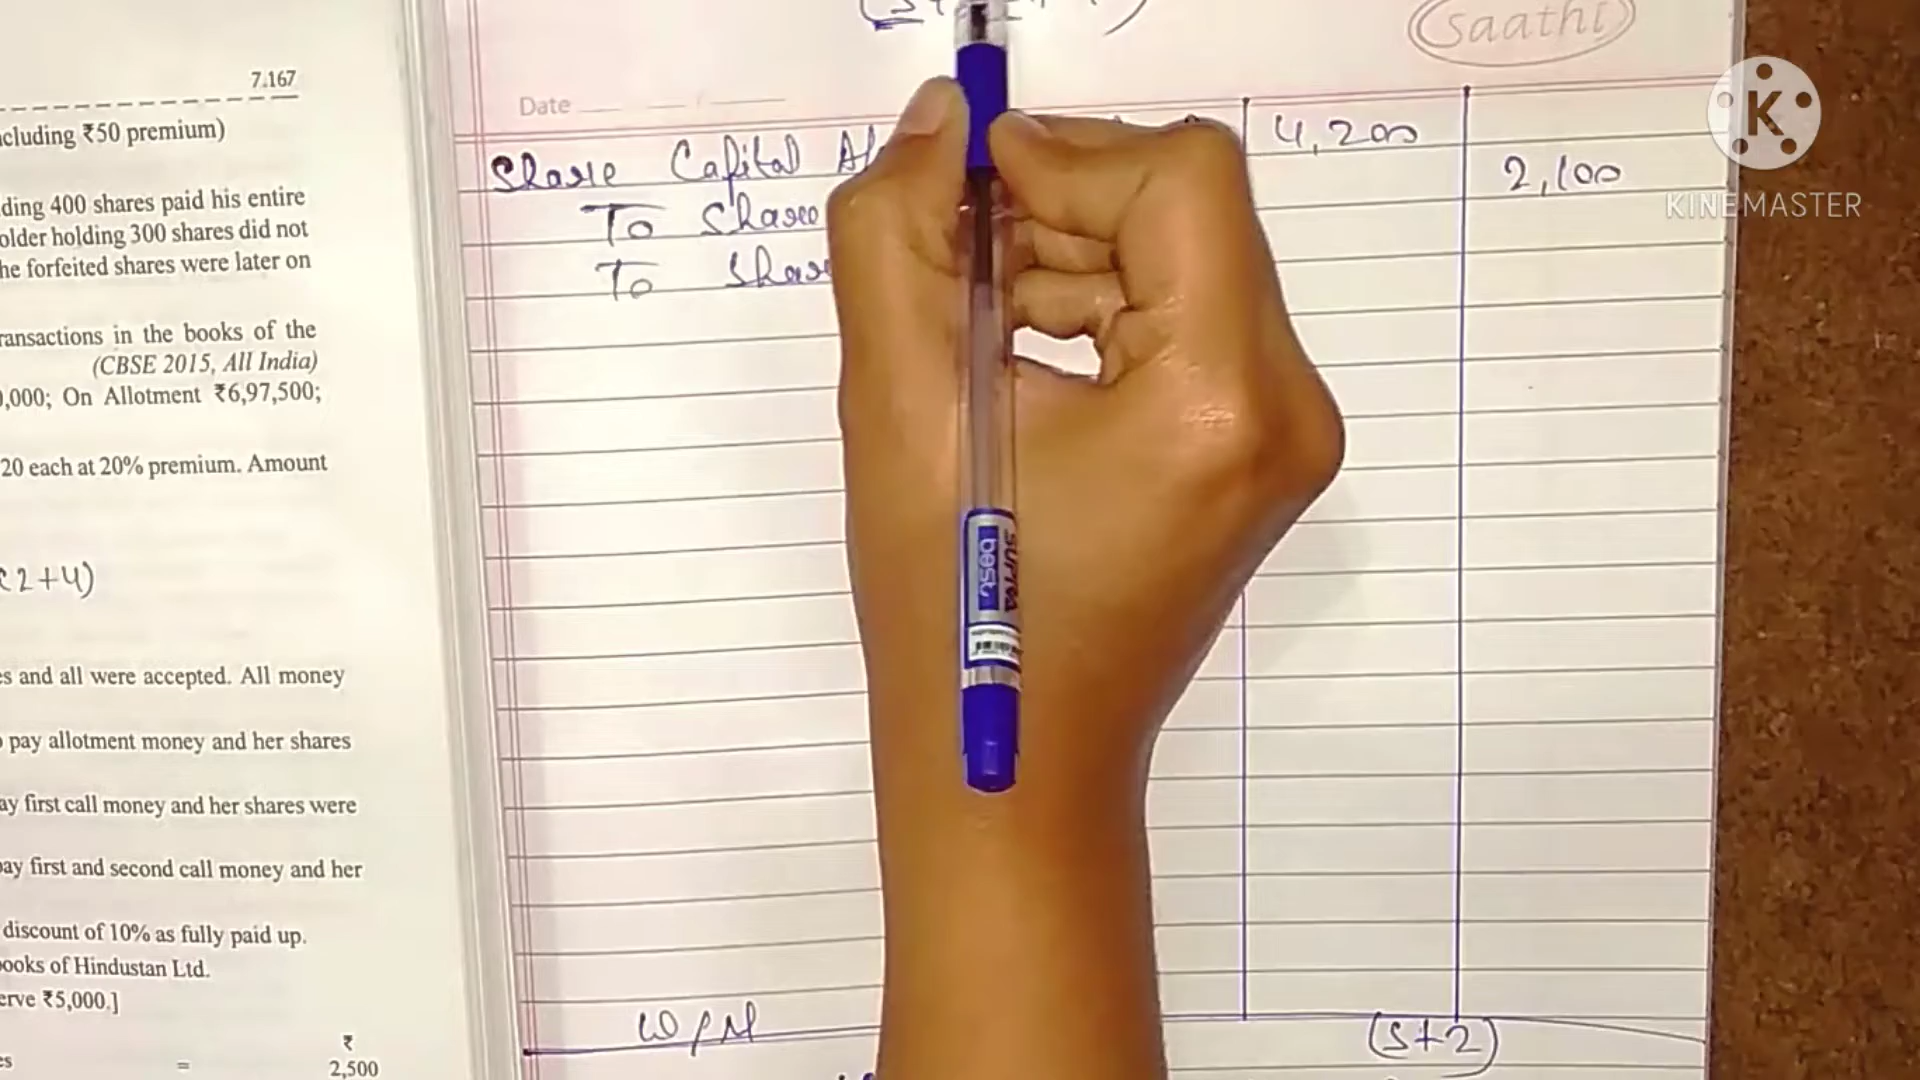 7.167
cluding ₹50 premium)
ding 400 shares paid his entire
older holding 300 shares did not
he forfeited shares were later on
ransactions in the books of the
(CBSE 2015, All India)
0,000; On Allotment ₹6,97,500;
20 each at 20% premium. Amount
2+4)
es and all were accepted. All money
o pay allotment money and her shares
ay first call money and her shares were
pay first and second call money and her
discount of 10% as fully paid up.
ooks of Hindustan Ltd.
erve ₹5,000.]
₹
es = 2,500
Saathi
Date
Share Capital A/c 4,200
To Share 2,100
To Share
W/N (5+2)
supreo
best
K
KINEMASTER